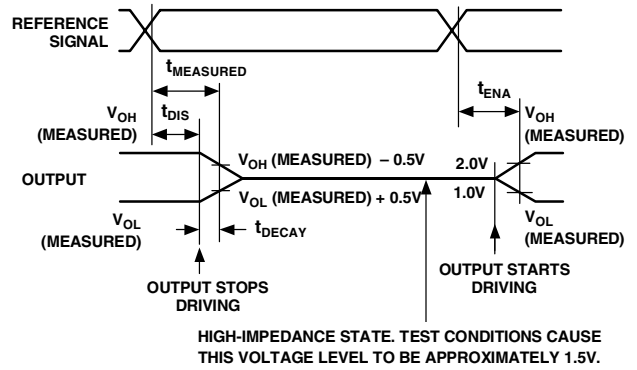 REFERENCE
SIGNAL
tMEASURED
tDIS
tENA
VOH
(MEASURED)
VOH
(MEASURED)
VOH (MEASURED) – 0.5V
2.0V
OUTPUT
VOL (MEASURED) + 0.5V
1.0V
VOL
(MEASURED)
tDECAY
VOL
(MEASURED)
OUTPUT STOPS
DRIVING
OUTPUT STARTS
DRIVING
HIGH-IMPEDANCE STATE. TEST CONDITIONS CAUSE
THIS VOLTAGE LEVEL TO BE APPROXIMATELY 1.5V.